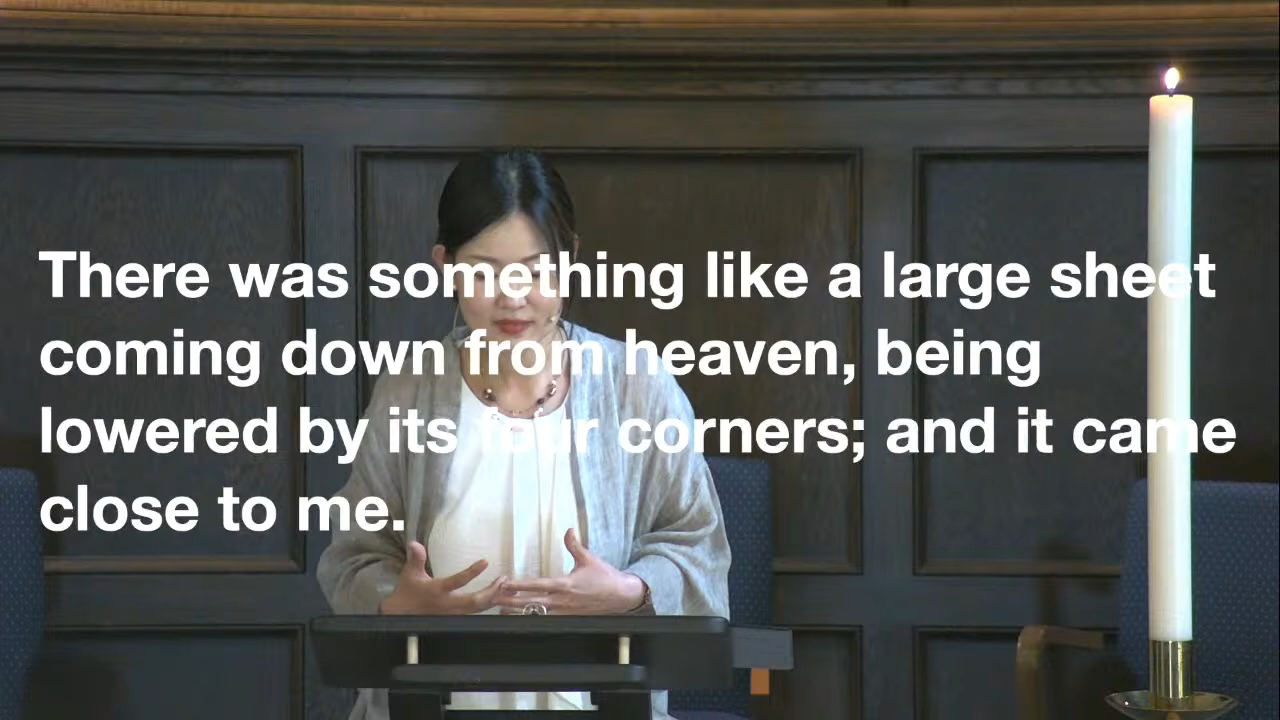 There was something like a large sheet
coming down from heaven, being
lowered by its four corners; and it came
close to me.